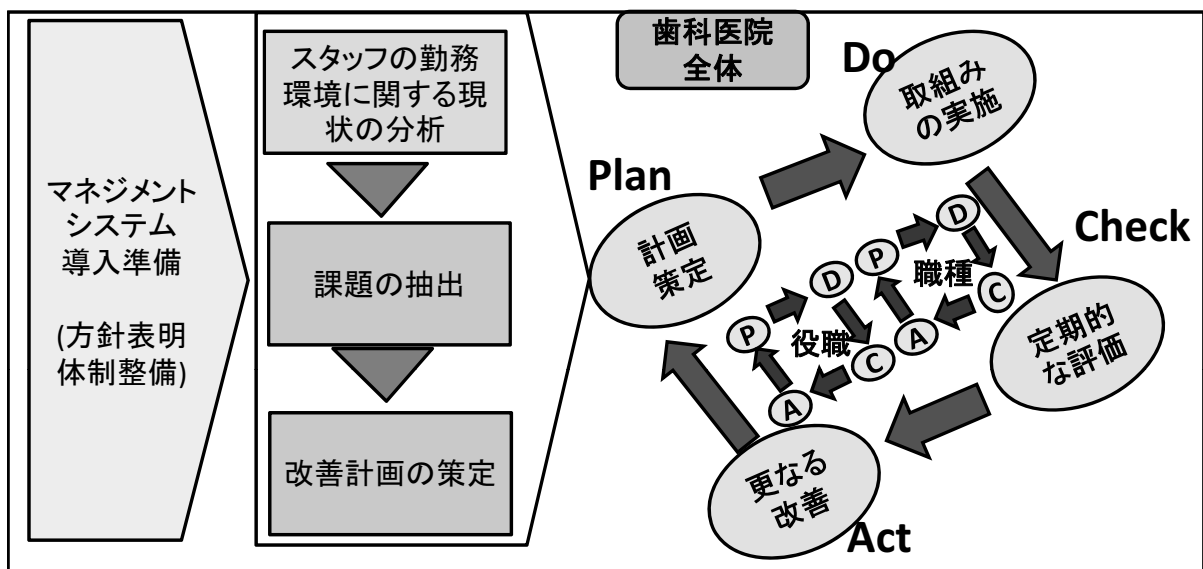 マネジメント
システム
導入準備
(方針表明
体制整備)
スタッフの勤務
環境に関する現
状の分析
課題の抽出
改善計画の策定
歯科医院
全体
Plan
計画
策定
Do
取組み
の実施
Check
定期的
な評価
Act
更なる
改善
P
D
C
A
役職
P
D
C
A
職種